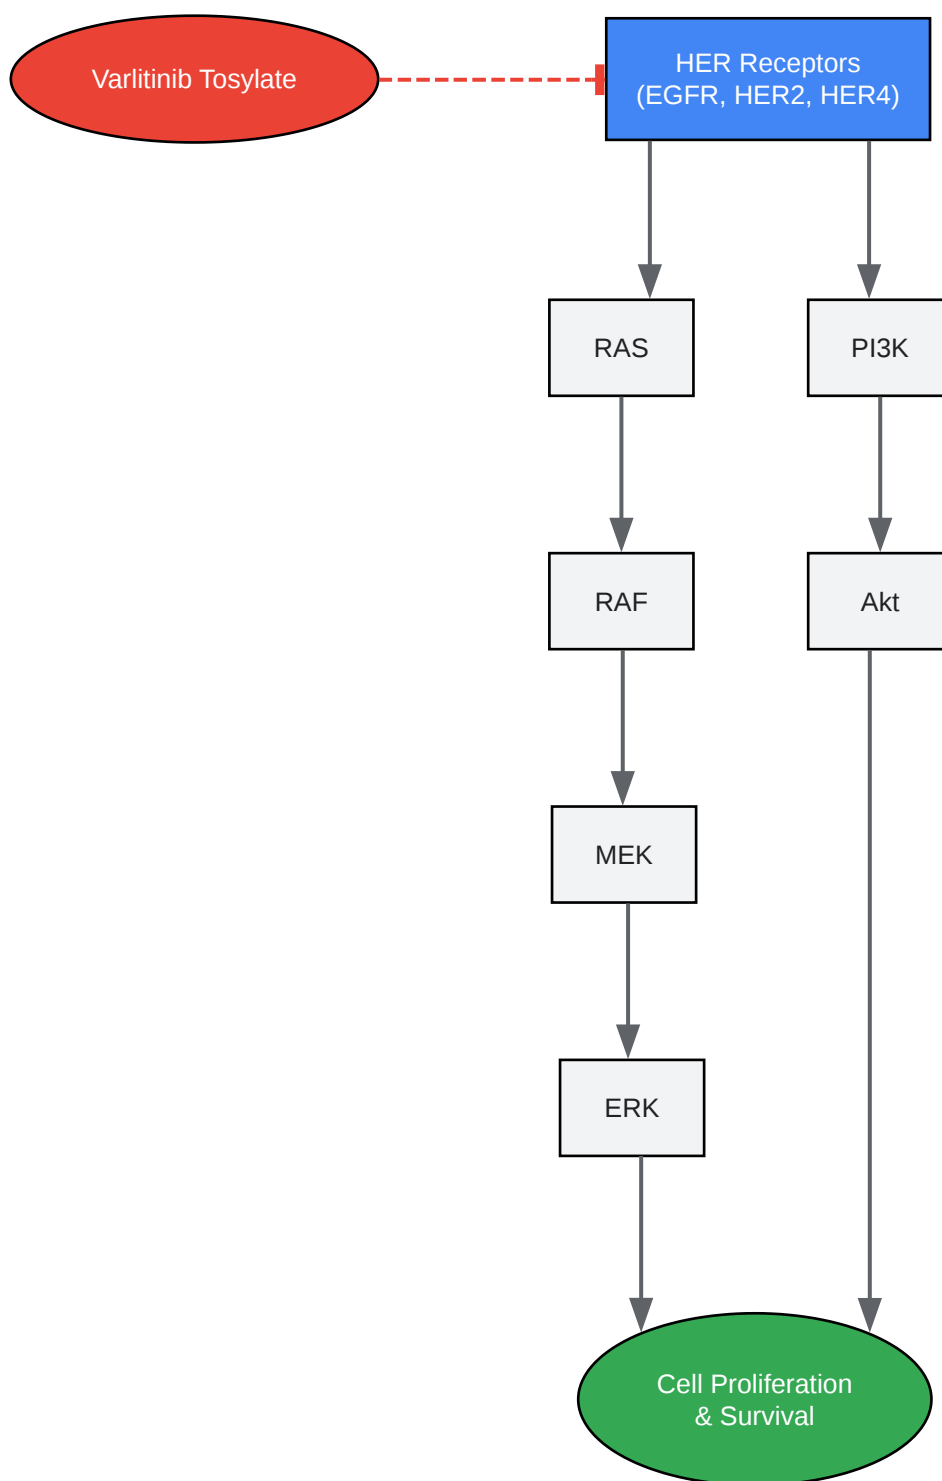 Varlitinib Tosylate
HER Receptors
(EGFR, HER2, HER4)
RAS
PI3K
RAF
Akt
MEK
ERK
Cell Proliferation
& Survival